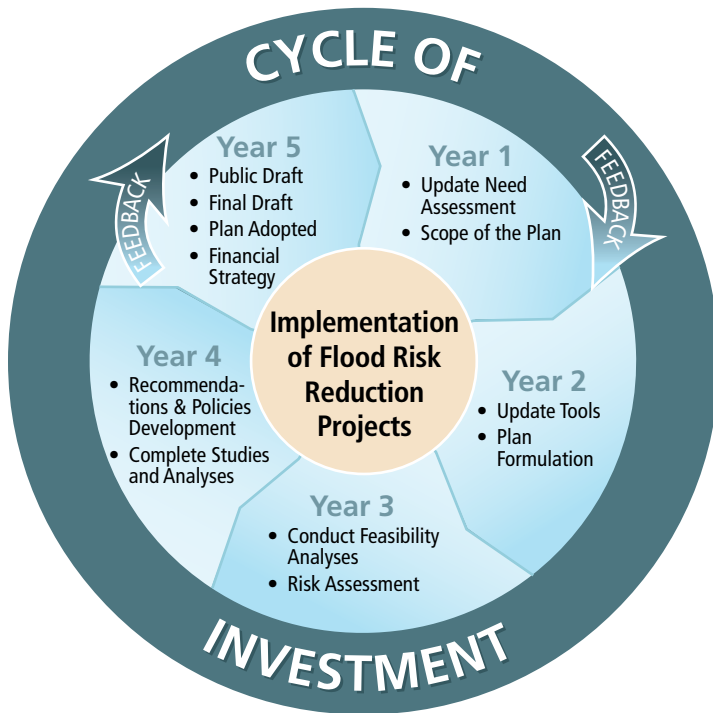 CYCLE OF
Year 1
• Update Need
Assessment
• Scope of the Plan
FEEDBACK
Year 2
• Update Tools
• Plan
Formulation
Year 3
• Conduct Feasibility
Analyses
• Risk Assessment
Year 4
• Recommenda-
tions & Policies
Development
• Complete Studies
and Analyses
Year 5
• Public Draft
• Final Draft
• Plan Adopted
• Financial
Strategy
FEEDBACK
Implementation
of Flood Risk
Reduction
Projects
INVESTMENT